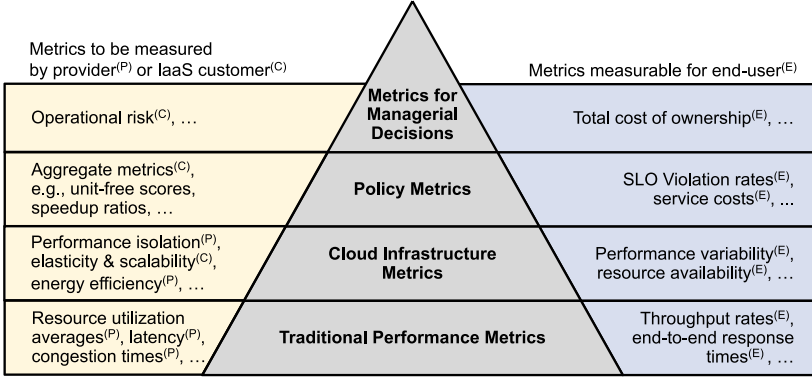 Metrics to be measured
by provider(P) or IaaS customer(C)
Metrics measurable for end-user(E)
Operational risk(C), …
Metrics for
Managerial
Decisions
Total cost of ownership(E), …
Aggregate metrics(C),
e.g., unit-free scores,
speedup ratios, …
Policy Metrics
SLO Violation rates(E),
service costs(E), ...
Performance isolation(P),
elasticity & scalability(C),
energy efficiency(P), …
Cloud Infrastructure
Metrics
Performance variability(E),
resource availability(E), …
Resource utilization
averages(P), latency(P),
congestion times(P), …
Traditional Performance Metrics
Throughput rates(E),
end-to-end response
times(E), …